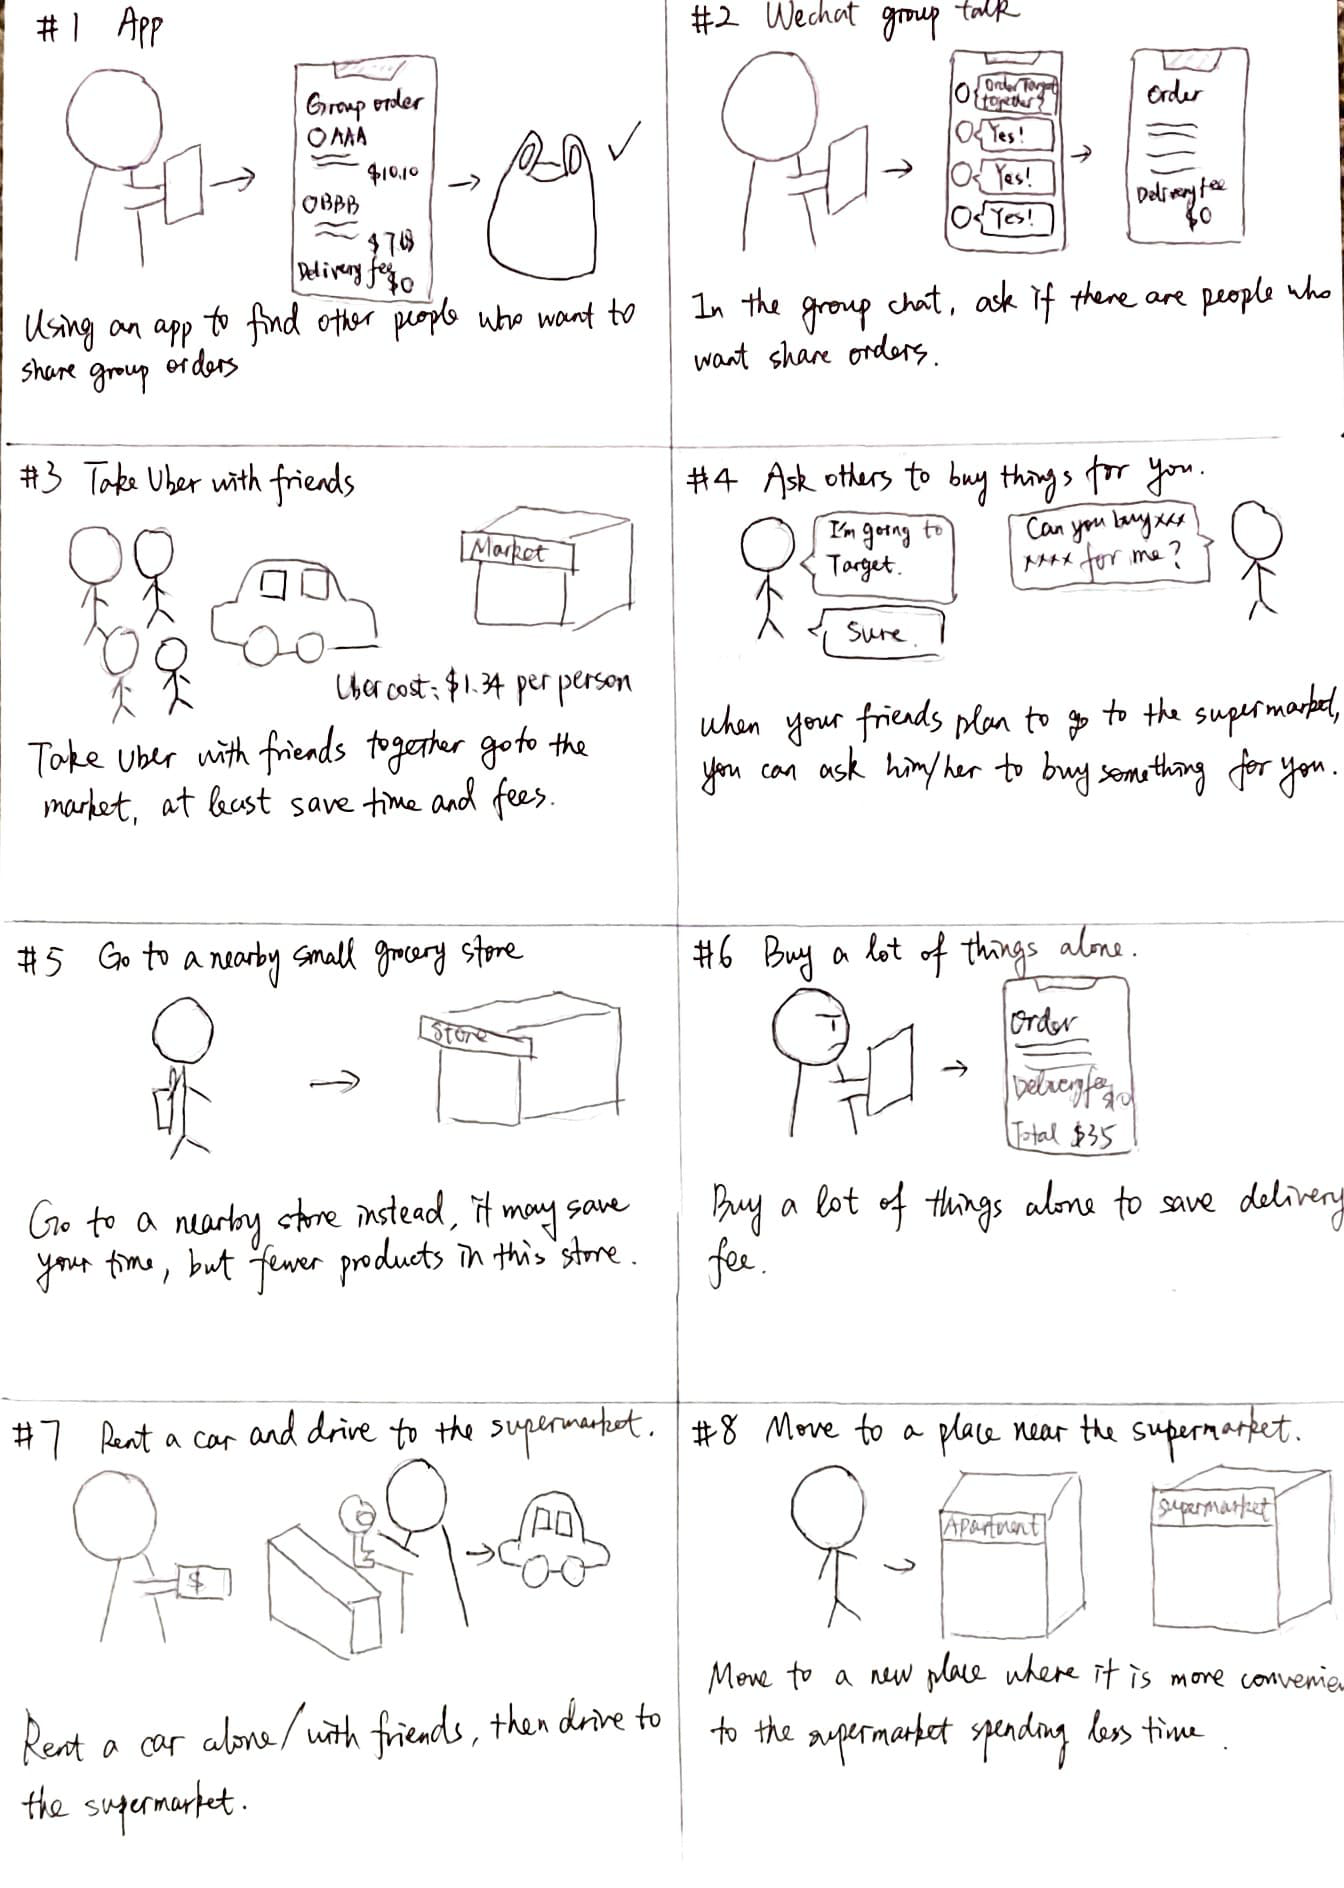 #1 App
Group order
AAA
$10.10
BBB
Delivery fee
$0
Using an app to find other people who want to
share group orders
#2 Wechat group talk
Order Target
together?
Yes!
Yes!
Yes!
Order
Delivery fee
$0
In the group chat, ask if there are people who
want share orders.
#3 Take Uber with friends
Market
Uber cost: $1.34 per person
Take Uber with friends together go to the
market, at least save time and fees.
#4 Ask others to buy things for you.
I'm going to
Target.
Can you buy xxx
xxxx for me?
Sure.
When your friends plan to go to the supermarket,
you can ask him/her to buy something for you.
#5 Go to a nearby small grocery store
Store
Go to a nearby store instead, it may save
your time, but fewer products in this store.
#6 Buy a lot of things alone.
Order
Delivery fee
$0
Total $35
Buy a lot of things alone to save delivery
fee.
#7 Rent a car and drive to the supermarket.
$
Rent a car alone/with friends, then drive to
the supermarket.
#8 Move to a place near the supermarket.
Apartment
Supermarket
Move to a new place where it is more convenie
to the supermarket spending less time.